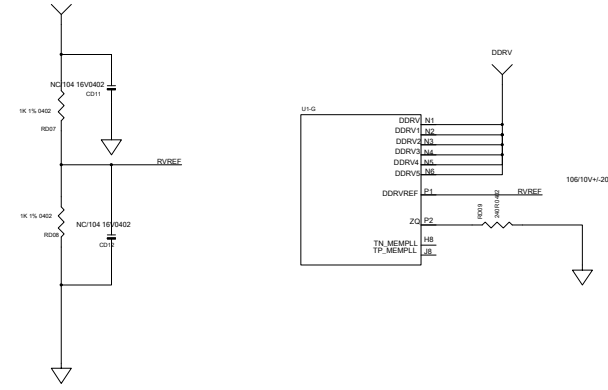 NC/104 16V0402
CD11
1K 1% 0402
RD07
RVREF
1K 1% 0402
RD08
NC/104 16V0402
CD12
DDRV
U1-G
DDRV N1
DDRV1 N2
DDRV2 N3
DDRV3 N4
DDRV4 N5
DDRV5 N6
DDRVREF P1 RVREF
ZQ P2
RD09
240R 0402
TN_MEMPLL H8
TP_MEMPLL J8
106/10V+/-20